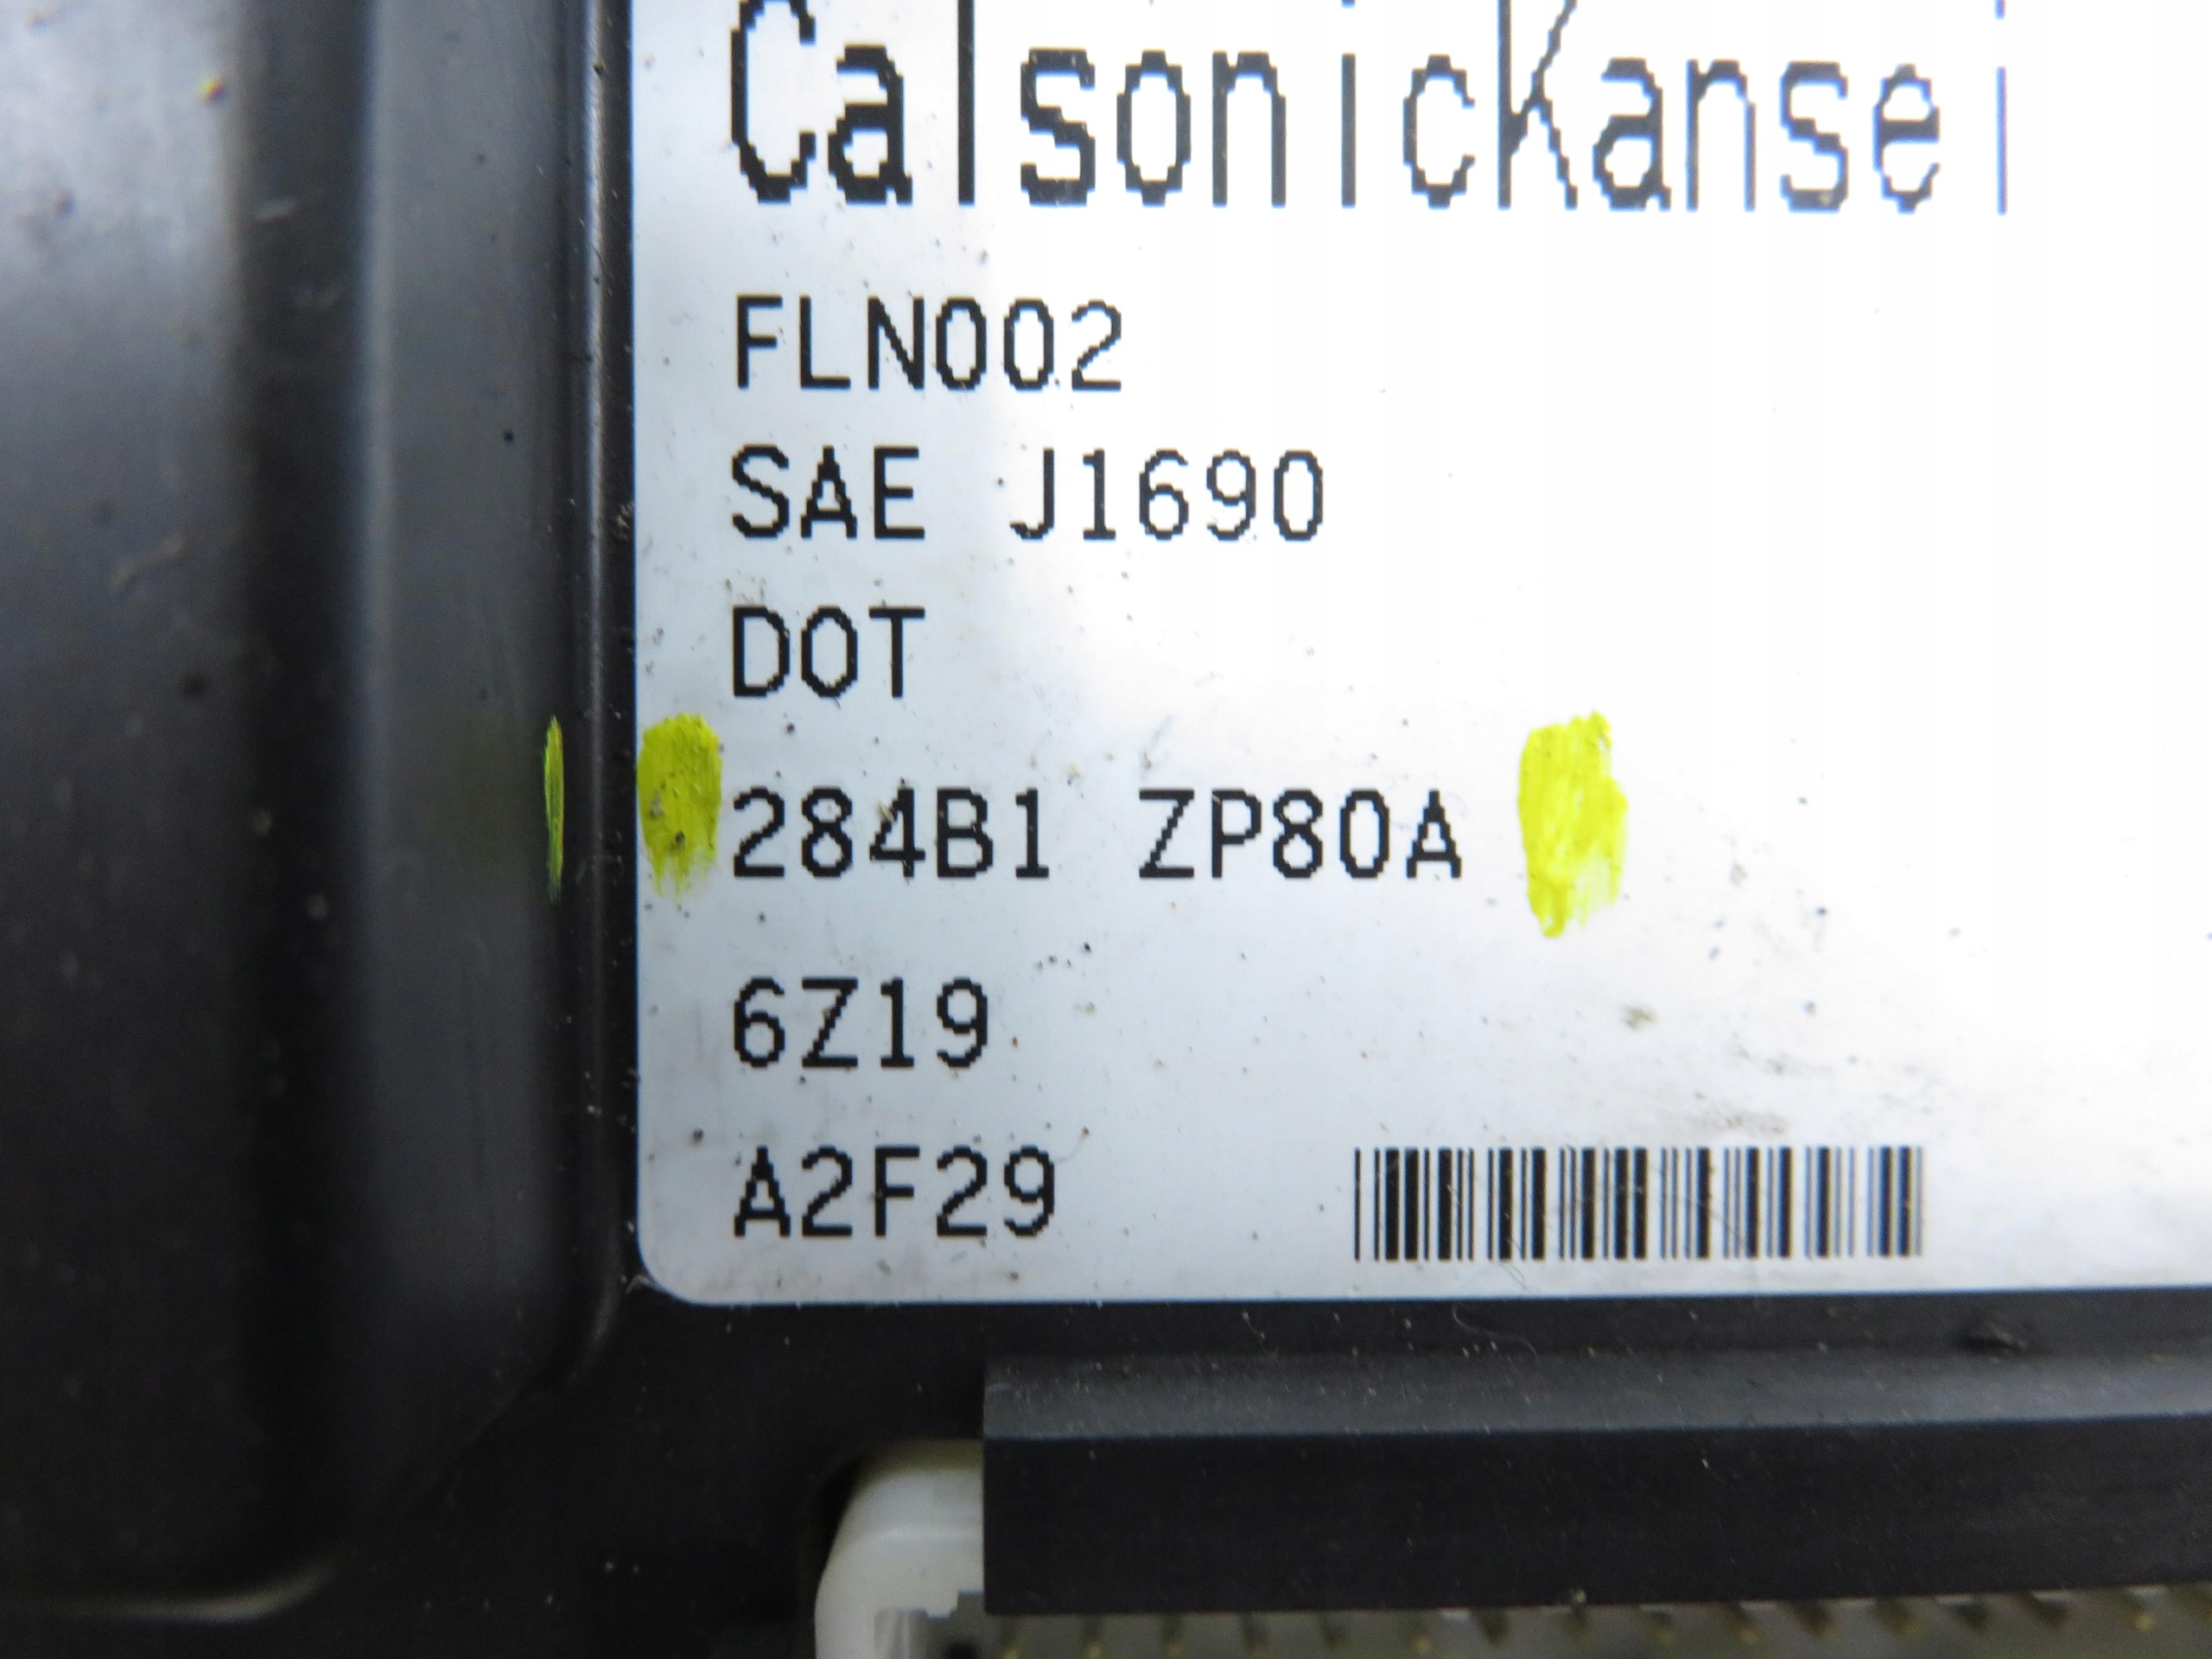 CalsonicKansei
FLN002
SAE J1690
DOT
284B1 ZP80A
6Z19
A2F29